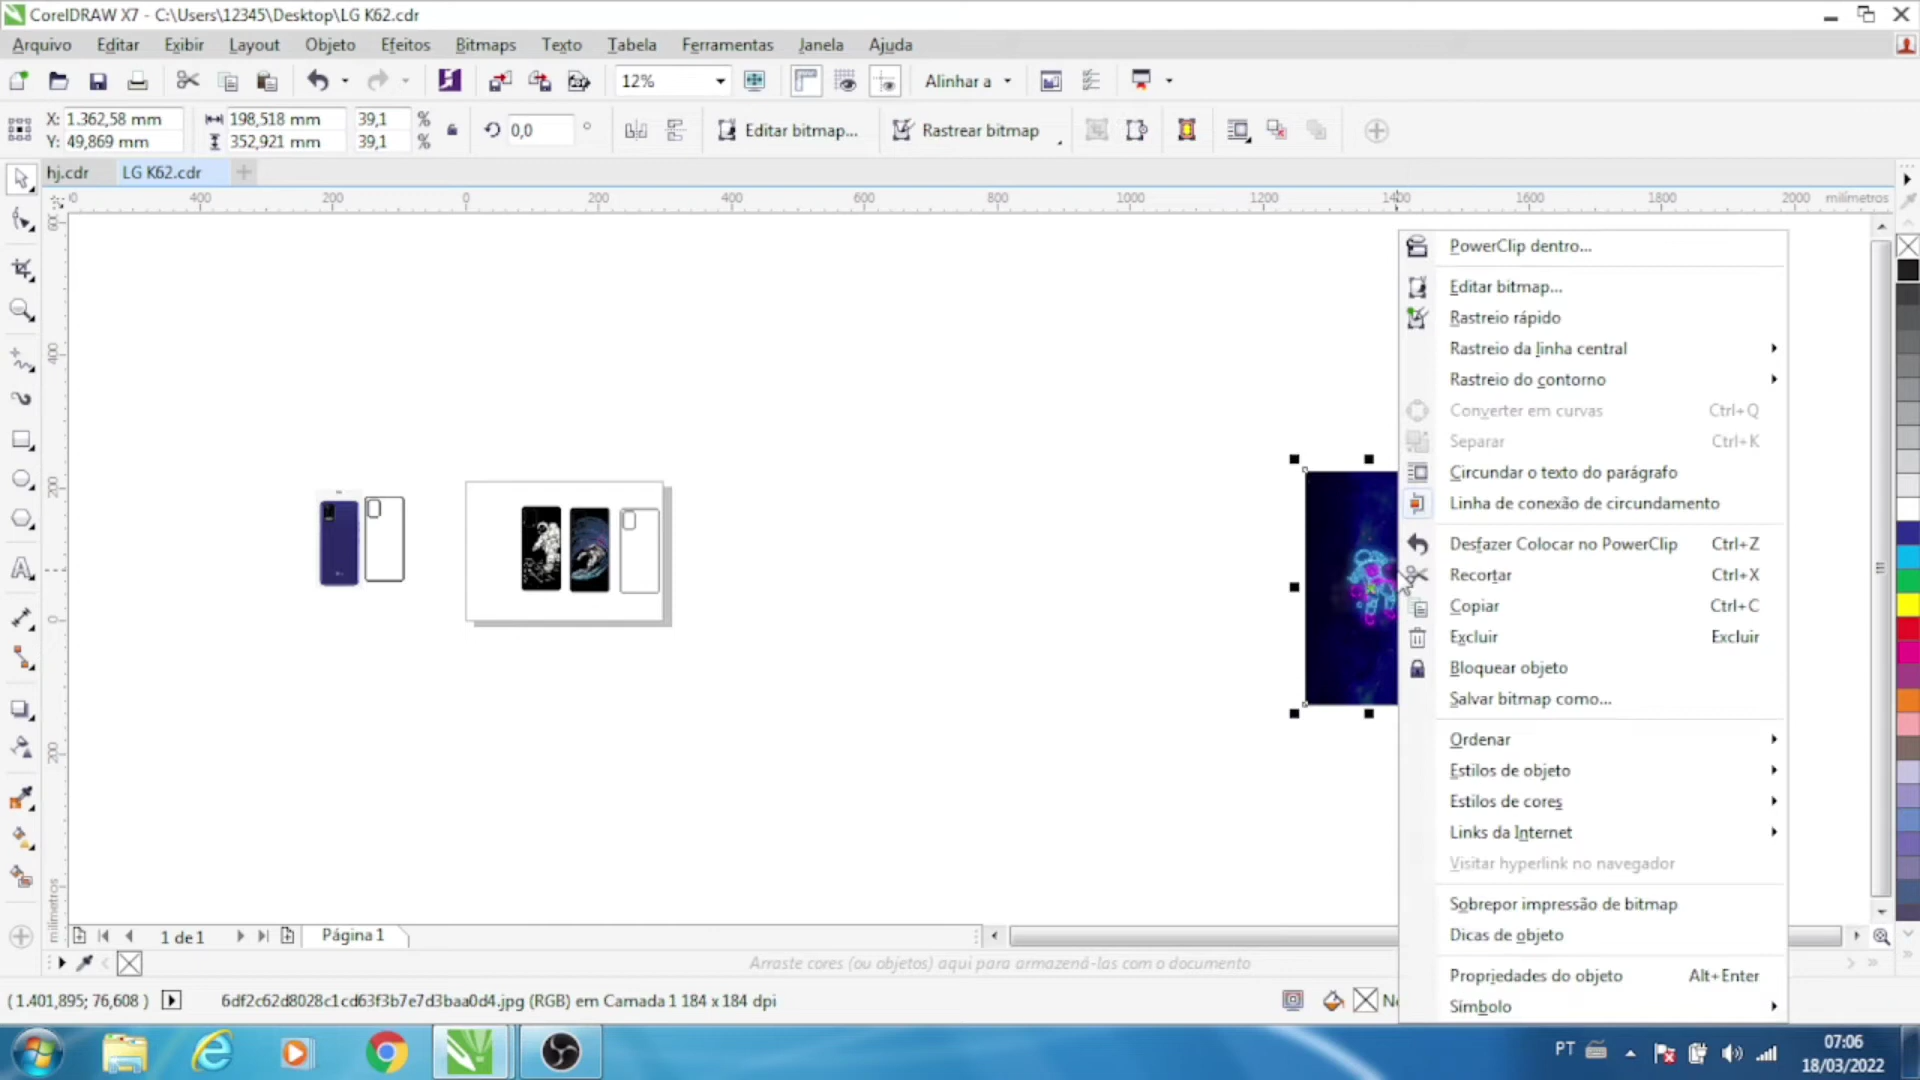 CorelDRAW X7 - C:\Users\12345\Desktop\LG K62.cdr
Arquivo Editar Exibir Layout Objeto Efeitos Bitmaps Texto Tabela Ferramentas Janela Ajuda
12% Alinhar a
X: 1.362,58 mm 198,518 mm 39,1 % 0,0 ° Editar bitmap... Rastrear bitmap
Y: 49,869 mm 352,921 mm 39,1 %
hj.cdr LG K62.cdr
400 200 0 200 400 600 800 1000 1200 1400 1600 1800 2000 milímetros
400
200
0
200
milímetros
PowerClip dentro...
Editar bitmap...
Rastreio rápido
Rastreio da linha central
Rastreio do contorno
Converter em curvas Ctrl+Q
Separar Ctrl+K
Circundar o texto do parágrafo
Linha de conexão de circundamento
Desfazer Colocar no PowerClip Ctrl+Z
Recortar Ctrl+X
Copiar Ctrl+C
Excluir Excluir
Bloquear objeto
Salvar bitmap como...
Ordenar
Estilos de objeto
Estilos de cores
Links da Internet
Visitar hyperlink no navegador
Sobrepor impressão de bitmap
Dicas de objeto
Propriedades do objeto Alt+Enter
Símbolo
1 de 1 Página 1
Arraste cores (ou objetos) aqui para armazená-las com o documento
( 1.401,895; 76,608 ) 6df2c62d8028c1cd63f3b7e7d3baa0d4.jpg (RGB) em Camada 1 184 x 184 dpi
PT 07:06
18/03/2022